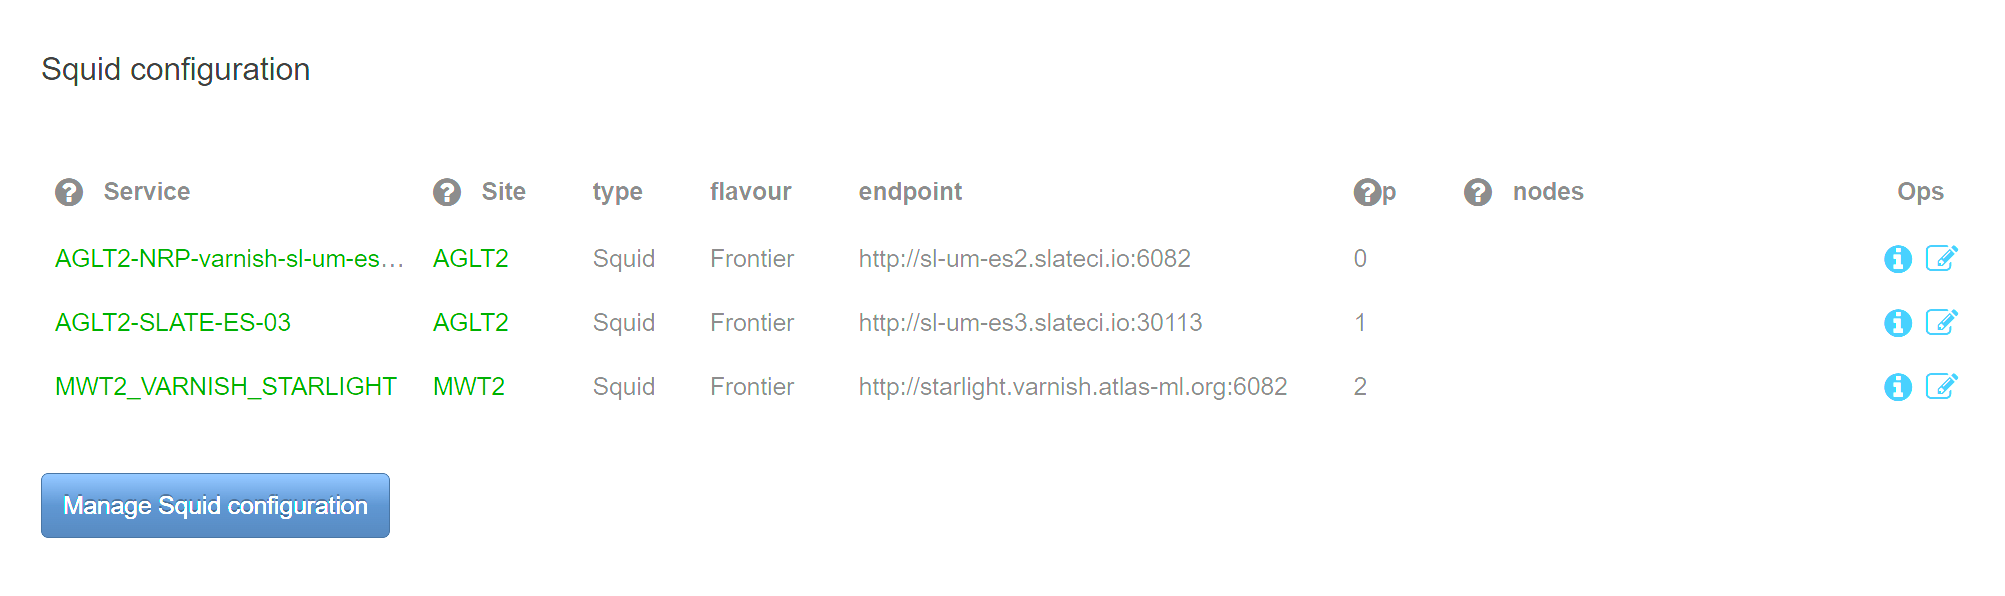 Squid configuration
? Service ? Site type flavour endpoint ?p ? nodes Ops
AGLT2-NRP-varnish-sl-um-es... AGLT2 Squid Frontier http://sl-um-es2.slateci.io:6082 0
AGLT2-SLATE-ES-03 AGLT2 Squid Frontier http://sl-um-es3.slateci.io:30113 1
MWT2_VARNISH_STARLIGHT MWT2 Squid Frontier http://starlight.varnish.atlas-ml.org:6082 2
Manage Squid configuration